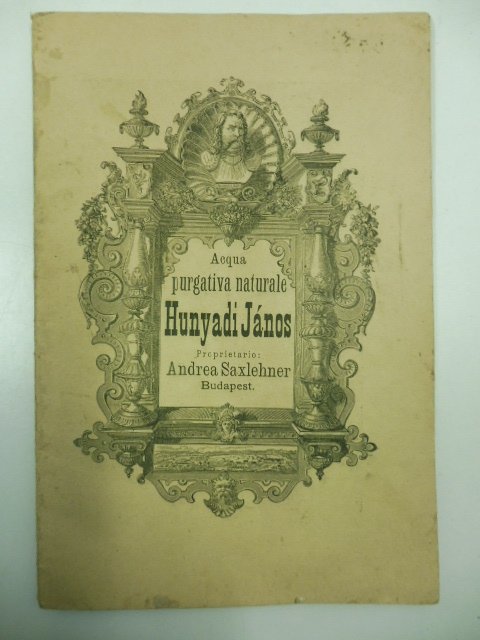 Acqua
purgativa naturale
Hunyadi János
Proprietario:
Andrea Saxlehner
Budapest.